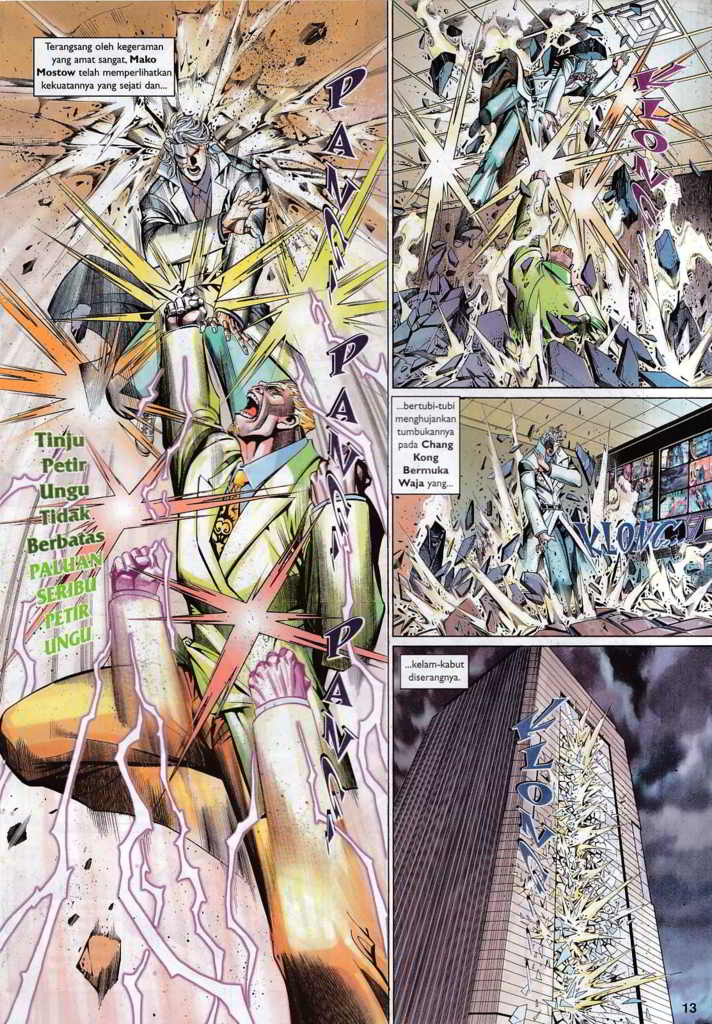 Terangsang oleh kegeraman
yang amat sangat, Mako
Mostow telah memperlihatkan
kekuatannya yang sejati dan...
PANG!
PANG!
PANG!
Tinju
Petir
Ungu
Tidak
Berbatas
PALUAN
SERIBU
PETIR
UNGU
KLONG!
...bertubi-tubi
menghujankan
tumbukannya
pada Chang
Kong
Bermuka
Waja yang...
KLONG
...kelam-kabut
diserangnya.
KLONG
KLONG
13